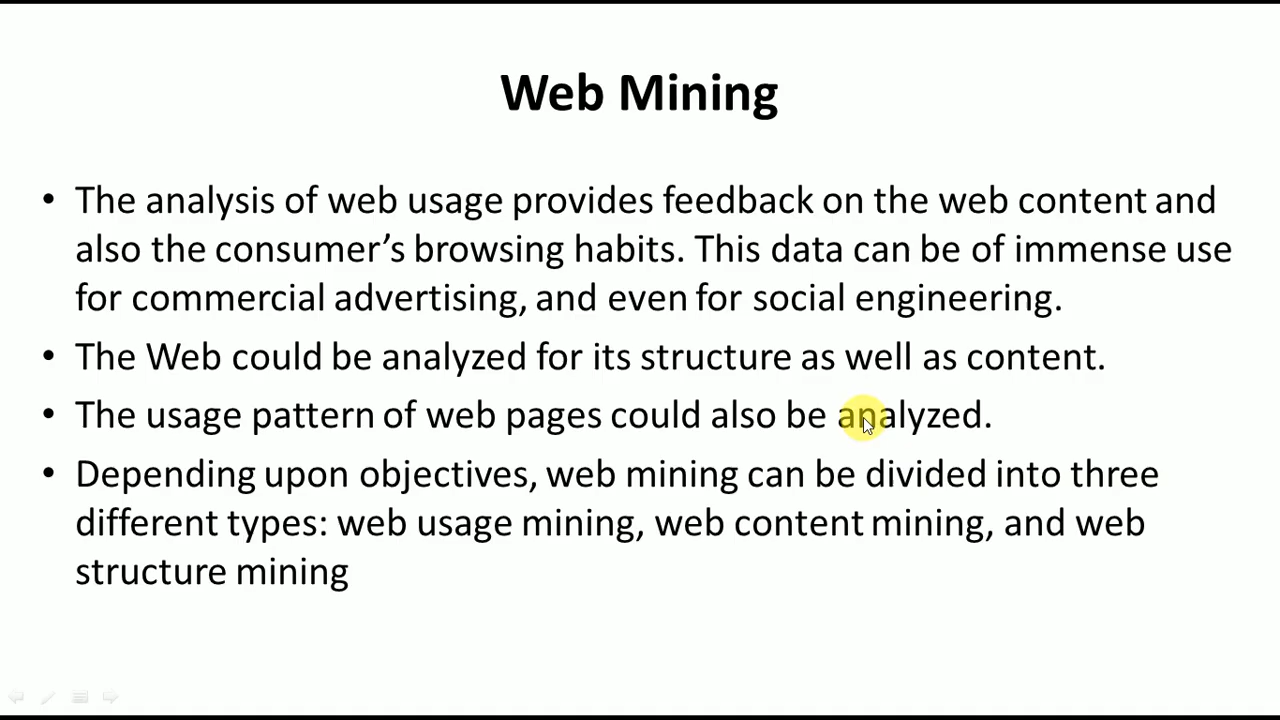 Web Mining
• The analysis of web usage provides feedback on the web content and
also the consumer’s browsing habits. This data can be of immense use
for commercial advertising, and even for social engineering.
• The Web could be analyzed for its structure as well as content.
• The usage pattern of web pages could also be analyzed.
• Depending upon objectives, web mining can be divided into three
different types: web usage mining, web content mining, and web
structure mining